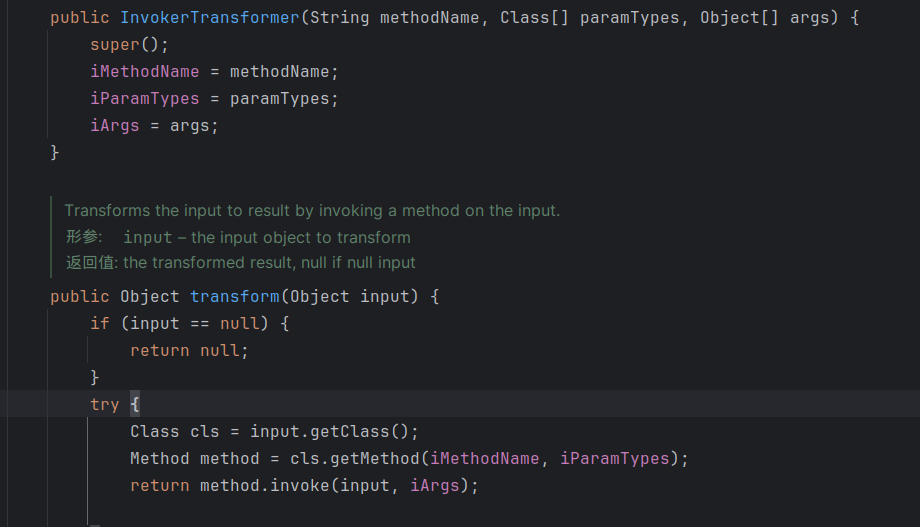 public InvokerTransformer(String methodName, Class[] paramTypes, Object[] args) {
super();
iMethodName = methodName;
iParamTypes = paramTypes;
iArgs = args;
}
Transforms the input to result by invoking a method on the input.
形参: input – the input object to transform
返回值: the transformed result, null if null input
public Object transform(Object input) {
if (input == null) {
return null;
}
try {
Class cls = input.getClass();
Method method = cls.getMethod(iMethodName, iParamTypes);
return method.invoke(input, iArgs);